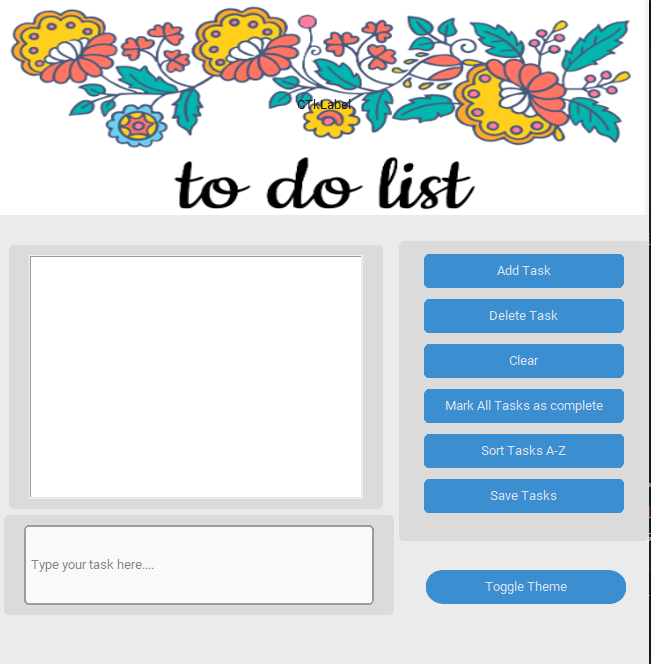 CTkLabel
to do list
Add Task
Delete Task
Clear
Mark All Tasks as complete
Sort Tasks A-Z
Save Tasks
Type your task here....
Toggle Theme